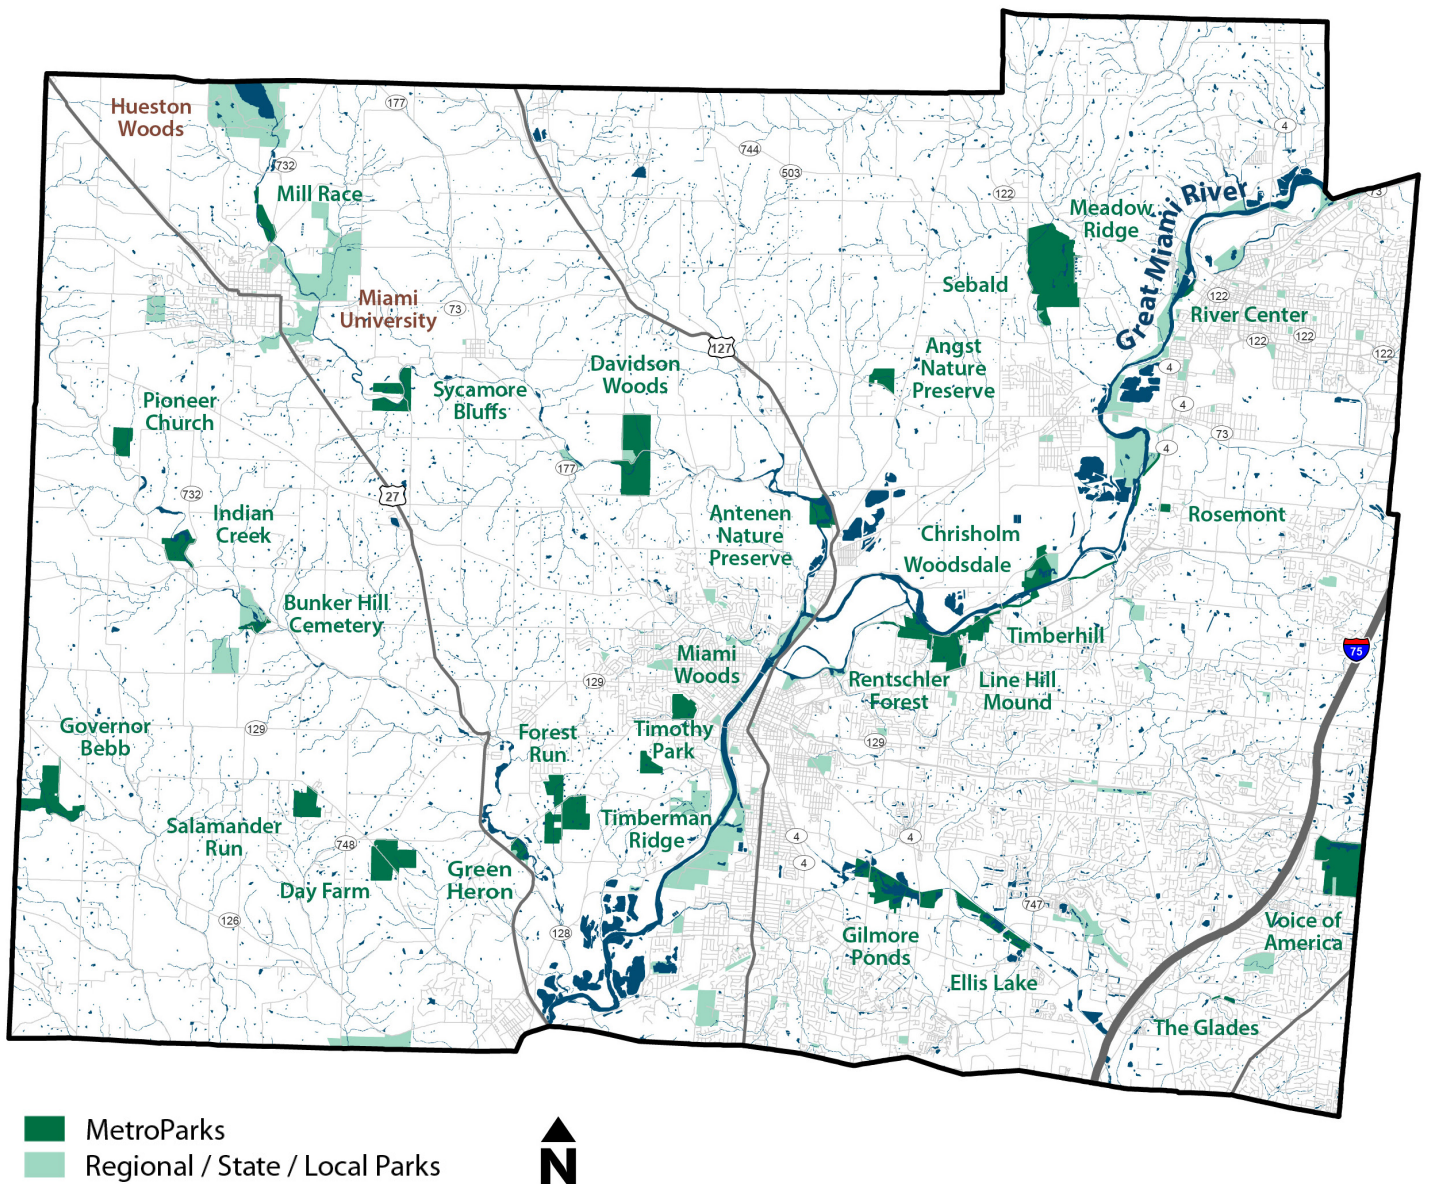 Hueston
Woods
177
4
732
744
503
Mill Race
122
73
Great Miami River
Meadow
Ridge
Sebald
Miami
University
73
122
River Center
122
122
122
127
Angst
Nature
Preserve
Davidson
Woods
4
Sycamore
Bluffs
Pioneer
Church
4
73
4
177
732
27
Indian
Creek
Antenen
Nature
Preserve
Chrisholm
Rosemont
Woodsdale
Bunker Hill
Cemetery
Timberhill
75
Miami
Woods
129
Rentschler
Forest
Line Hill
Mound
Governor
Bebb
129
Forest
Run
Timothy
Park
129
Salamander
Run
Timberman
Ridge
4
4
748
4
Green
Heron
Day Farm
747
126
128
Gilmore
Ponds
Voice of
America
Ellis Lake
The Glades
MetroParks
Regional / State / Local Parks
N